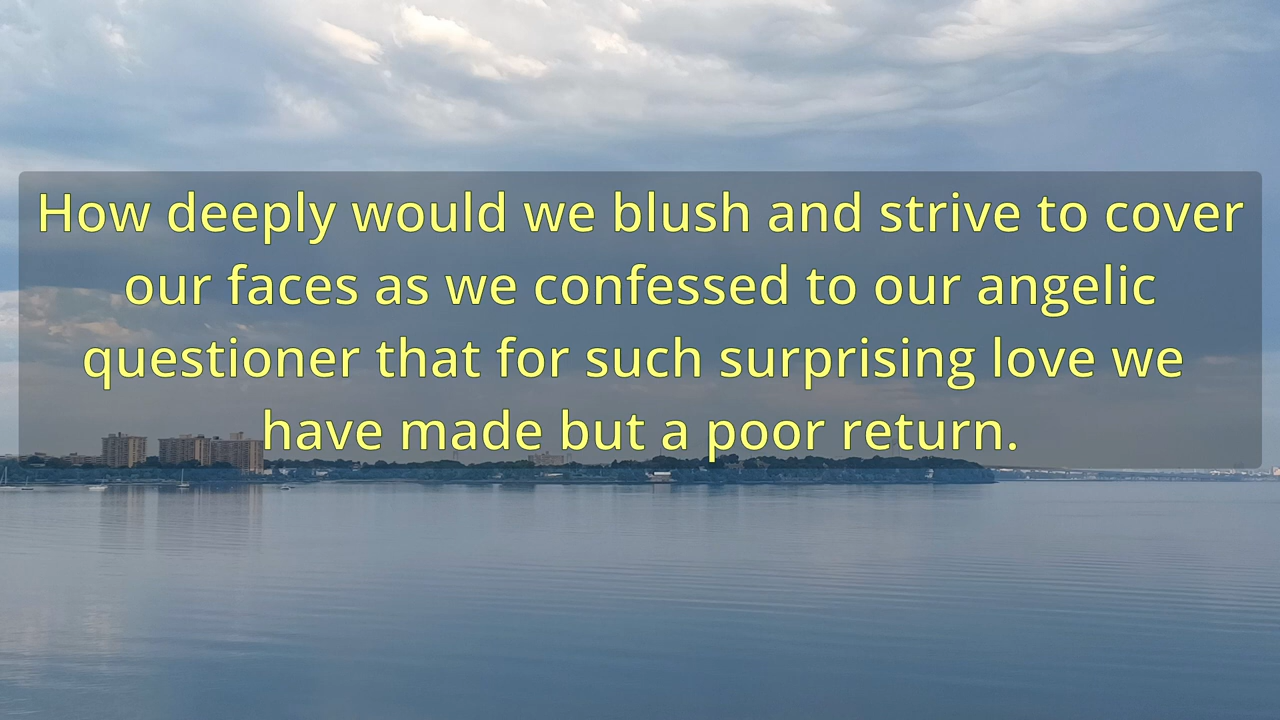 How deeply would we blush and strive to cover
our faces as we confessed to our angelic
questioner that for such surprising love we
have made but a poor return.